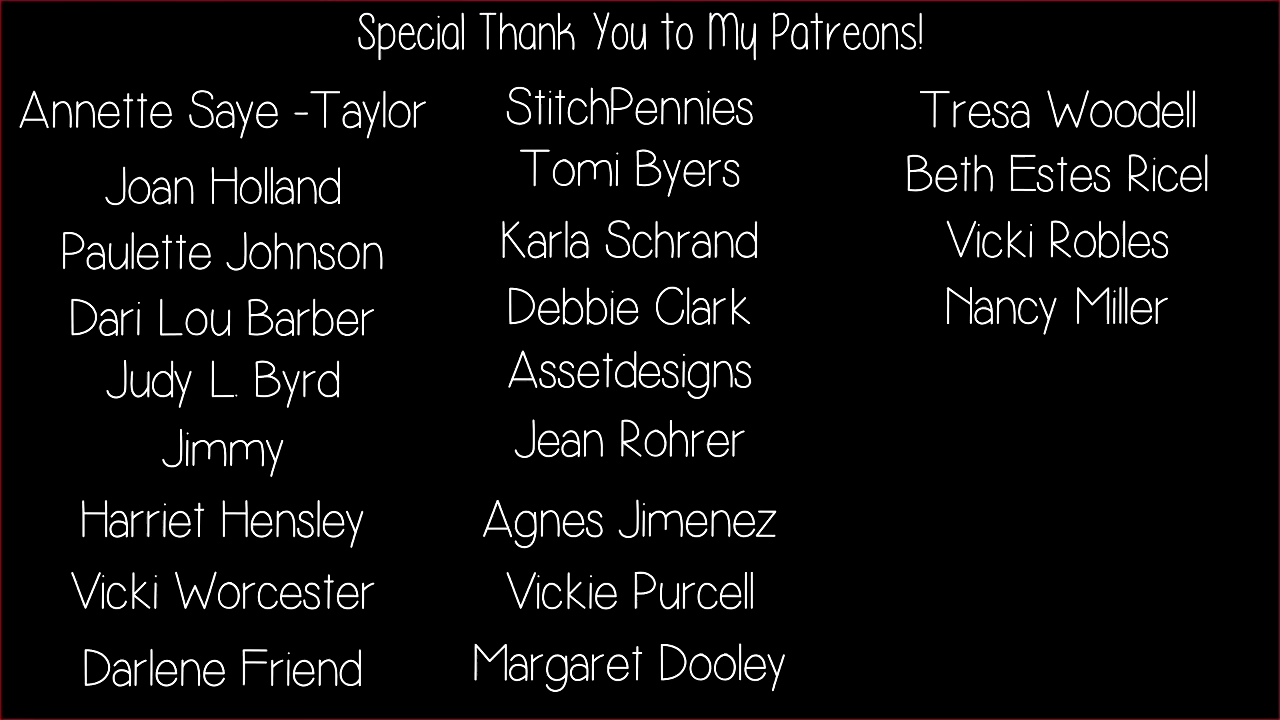 Special Thank You to My Patreons!
Annette Saye -Taylor
Joan Holland
Paulette Johnson
Dari Lou Barber
Judy L. Byrd
Jimmy
Harriet Hensley
Vicki Worcester
Darlene Friend
StitchPennies
Tomi Byers
Karla Schrand
Debbie Clark
Assetdesigns
Jean Rohrer
Agnes Jimenez
Vickie Purcell
Margaret Dooley
Tresa Woodell
Beth Estes Ricel
Vicki Robles
Nancy Miller